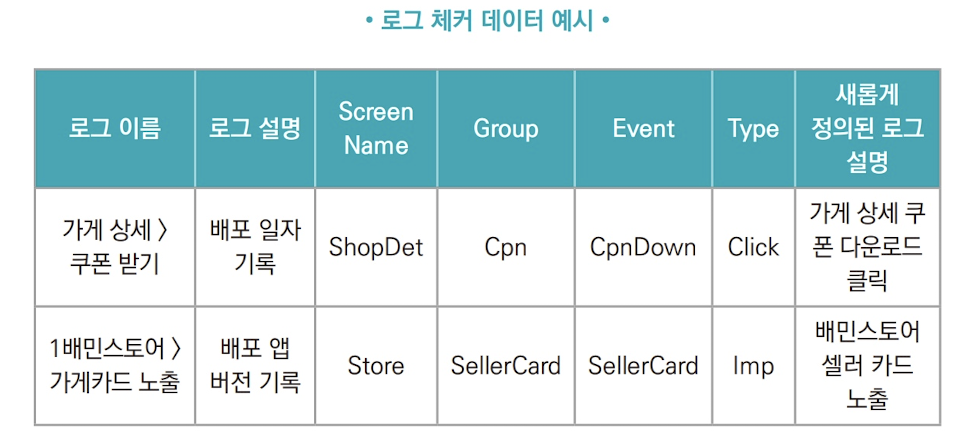 • 로그 체커 데이터 예시 •
로그 이름
로그 설명
Screen
Name
Group
Event
Type
새롭게
정의된 로그
설명
가게 상세 〉
쿠폰 받기
배포 일자
기록
ShopDet
Cpn
CpnDown
Click
가게 상세 쿠
폰 다운로드
클릭
1배민스토어 〉
가게카드 노출
배포 앱
버전 기록
Store
SellerCard
SellerCard
Imp
배민스토어
셀러 카드
노출